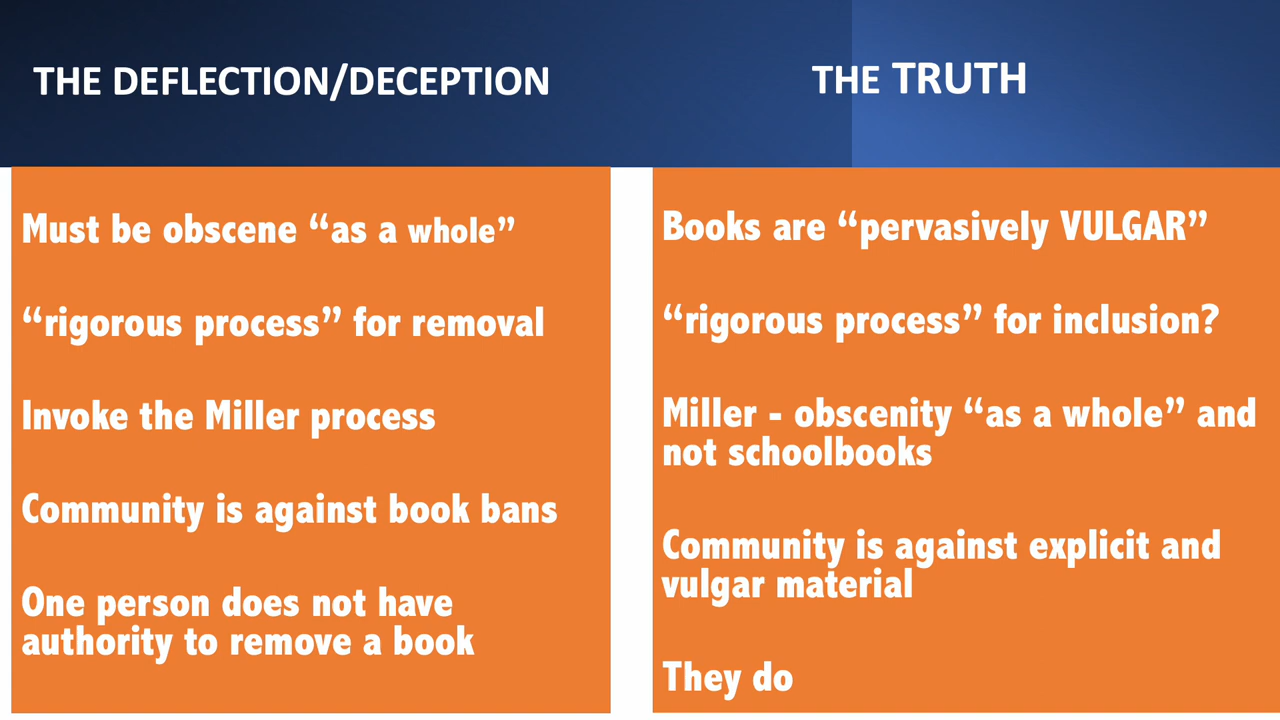 THE DEFLECTION/DECEPTION
THE TRUTH
Must be obscene “as a whole”
“rigorous process” for removal
Invoke the Miller process
Community is against book bans
One person does not have
authority to remove a book
Books are “pervasively VULGAR”
“rigorous process” for inclusion?
Miller - obscenity “as a whole” and
not schoolbooks
Community is against explicit and
vulgar material
They do